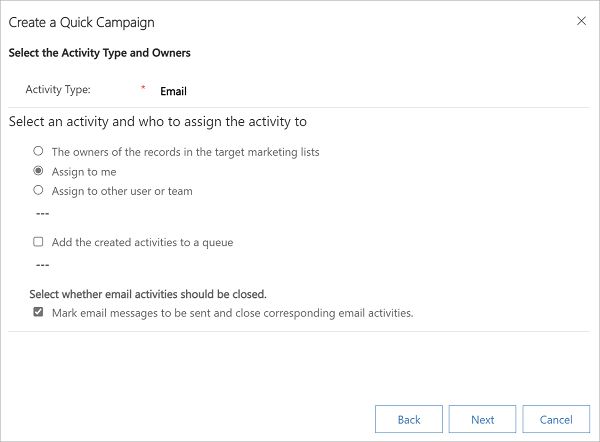 Create a Quick Campaign
Select the Activity Type and Owners
Activity Type: * Email
Select an activity and who to assign the activity to
The owners of the records in the target marketing lists
Assign to me
Assign to other user or team
---
Add the created activities to a queue
---
Select whether email activities should be closed.
Mark email messages to be sent and close corresponding email activities.
Back Next Cancel